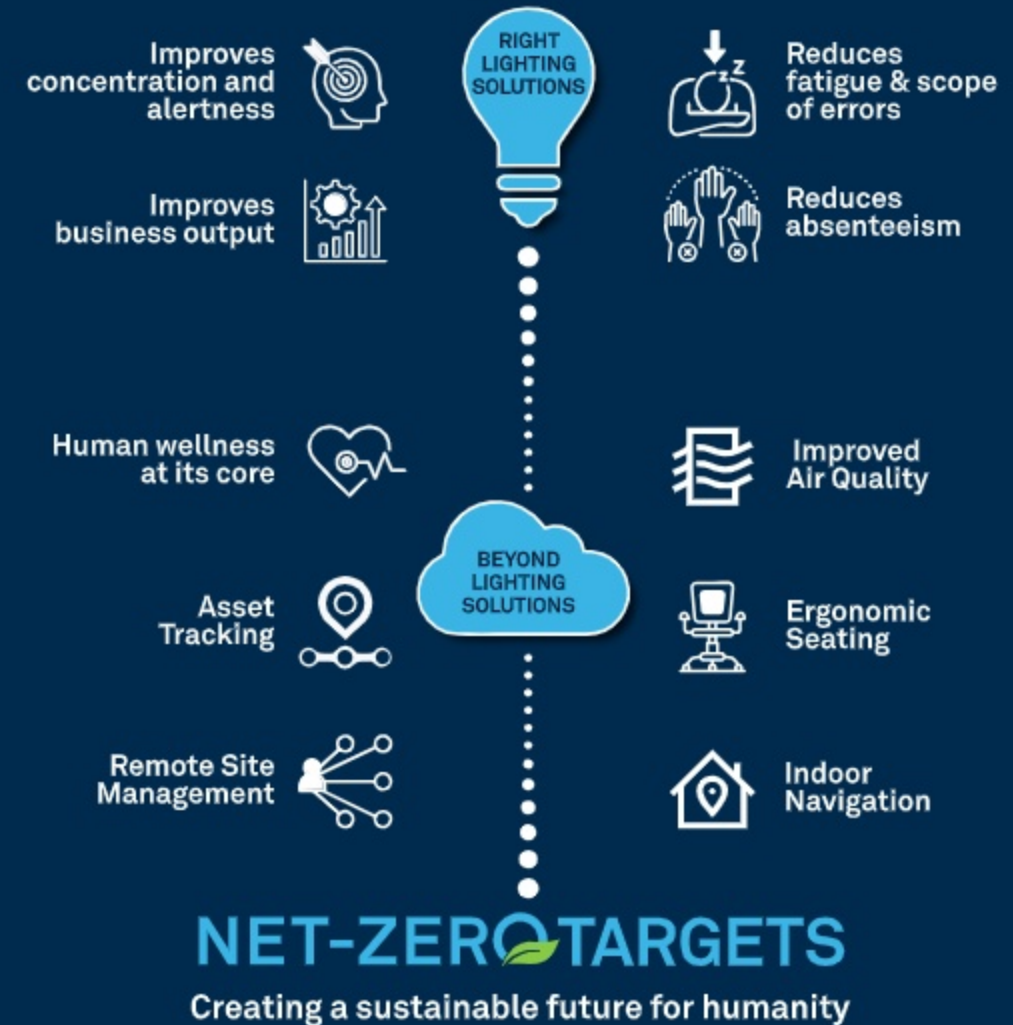 RIGHT
LIGHTING
SOLUTIONS
Improves
concentration and
alertness
Reduces
fatigue & scope
of errors
Improves
business output
Reduces
absenteeism
Human wellness
at its core
Improved
Air Quality
BEYOND
LIGHTING
SOLUTIONS
Asset
Tracking
Ergonomic
Seating
Remote Site
Management
Indoor
Navigation
NET-ZERO TARGETS
Creating a sustainable future for humanity